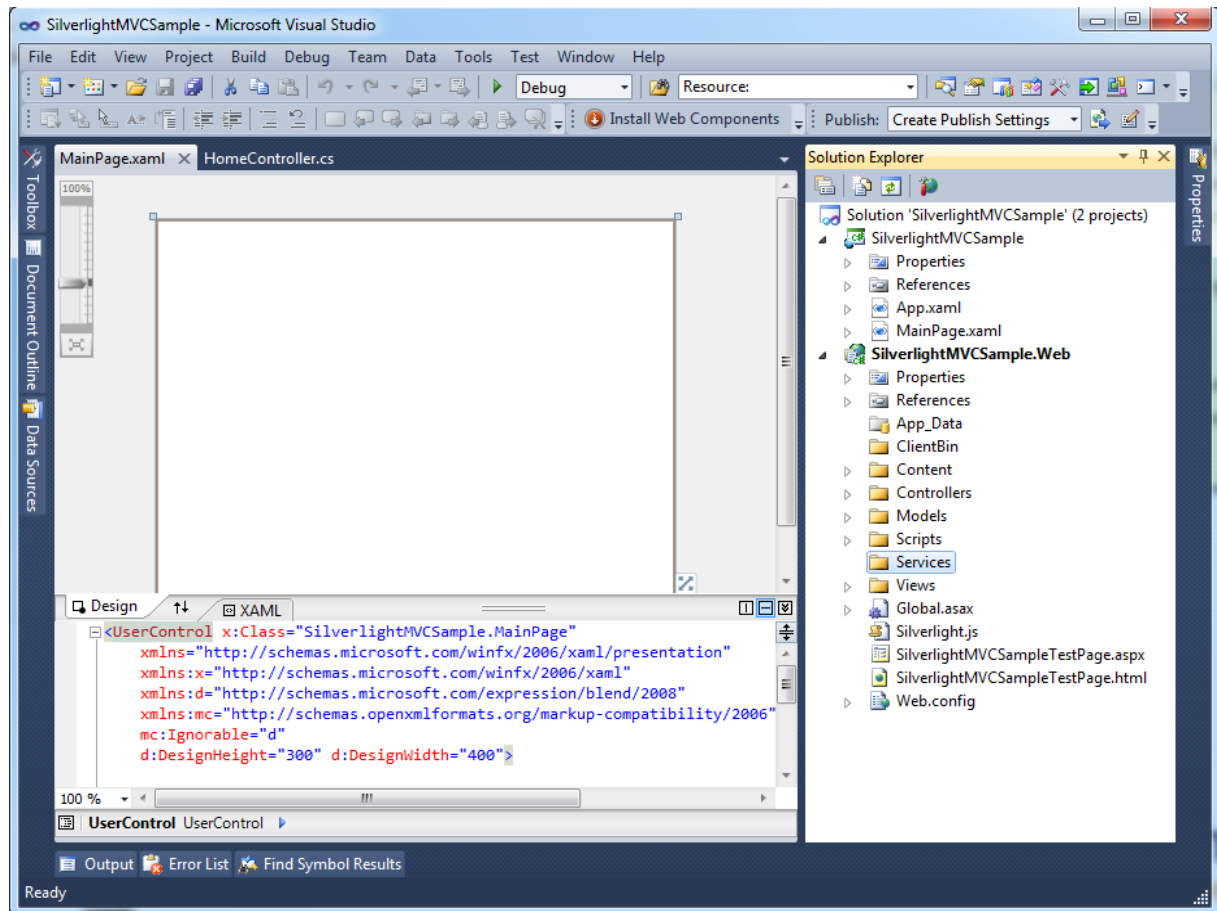 SilverlightMVCSample - Microsoft Visual Studio
File Edit View Project Build Debug Team Data Tools Test Window Help
Debug Resource:
Install Web Components Publish: Create Publish Settings
Toolbox
Document Outline
Data Sources
MainPage.xaml HomeController.cs
100%
Design XAML
<UserControl x:Class="SilverlightMVCSample.MainPage"
xmlns="http://schemas.microsoft.com/winfx/2006/xaml/presentation"
xmlns:x="http://schemas.microsoft.com/winfx/2006/xaml"
xmlns:d="http://schemas.microsoft.com/expression/blend/2008"
xmlns:mc="http://schemas.openxmlformats.org/markup-compatibility/2006"
mc:Ignorable="d"
d:DesignHeight="300" d:DesignWidth="400">
100 %
UserControl UserControl
Solution Explorer
Solution 'SilverlightMVCSample' (2 projects)
SilverlightMVCSample
Properties
References
App.xaml
MainPage.xaml
SilverlightMVCSample.Web
Properties
References
App_Data
ClientBin
Content
Controllers
Models
Scripts
Services
Views
Global.asax
Silverlight.js
SilverlightMVCSampleTestPage.aspx
SilverlightMVCSampleTestPage.html
Web.config
Properties
Output Error List Find Symbol Results
Ready